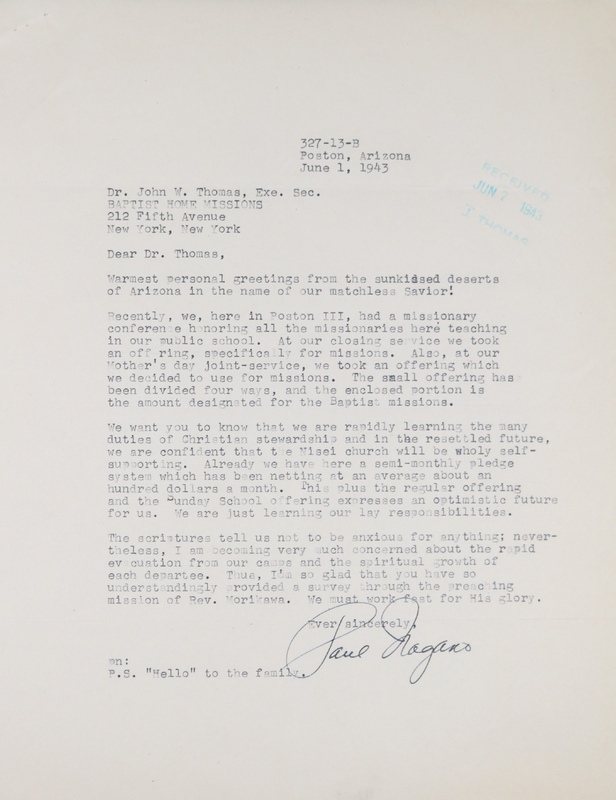 327-13-B
Poston, Arizona
June 1, 1943
RECEIVED
JUN 7 1943
J THOMAS
Dr. John W. Thomas, Exe. Sec.
BAPTIST HOME MISSIONS
212 Fifth Avenue
New York, New York
Dear Dr. Thomas,
Warmest personal greetings from the sunkissed deserts
of Arizona in the name of our matchless Savior!
Recently, we, here in Poston III, had a missionary
conference honoring all the missionaries here teaching
in our public school. At our closing service we took
an offring, specifically for missions. Also, at our
Mother's day joint-service, we took an offering which
we decided to use for missions. The small offering has
been divided four ways, and the enclosed portion is
the amount designated for the Baptist missions.
We want you to know that we are rapidly learning the many
duties of Christian stewardship and in the resettled future,
we are confident that the Nisei church will be wholy self-
supporting. Already we have here a semi-monthly pledge
system which has been netting at an average about an
hundred dollars a month. This plus the regular offering
and the Sunday School offering expresses an optimistic future
for us. We are just learning our lay responsibilities.
The scriptures tell us not to be anxious for anything; never-
theless, I am becoming very much concerned about the rapid
evacuation from our camps and the spiritual growth of
each departee. Thus, I'm so glad that you have so
understandingly provided a survey through the preaching
mission of Rev. Morikawa. We must work fast for His glory.
Ever sincerely,
Paul Nagano
pn:
P.S. "Hello" to the family.